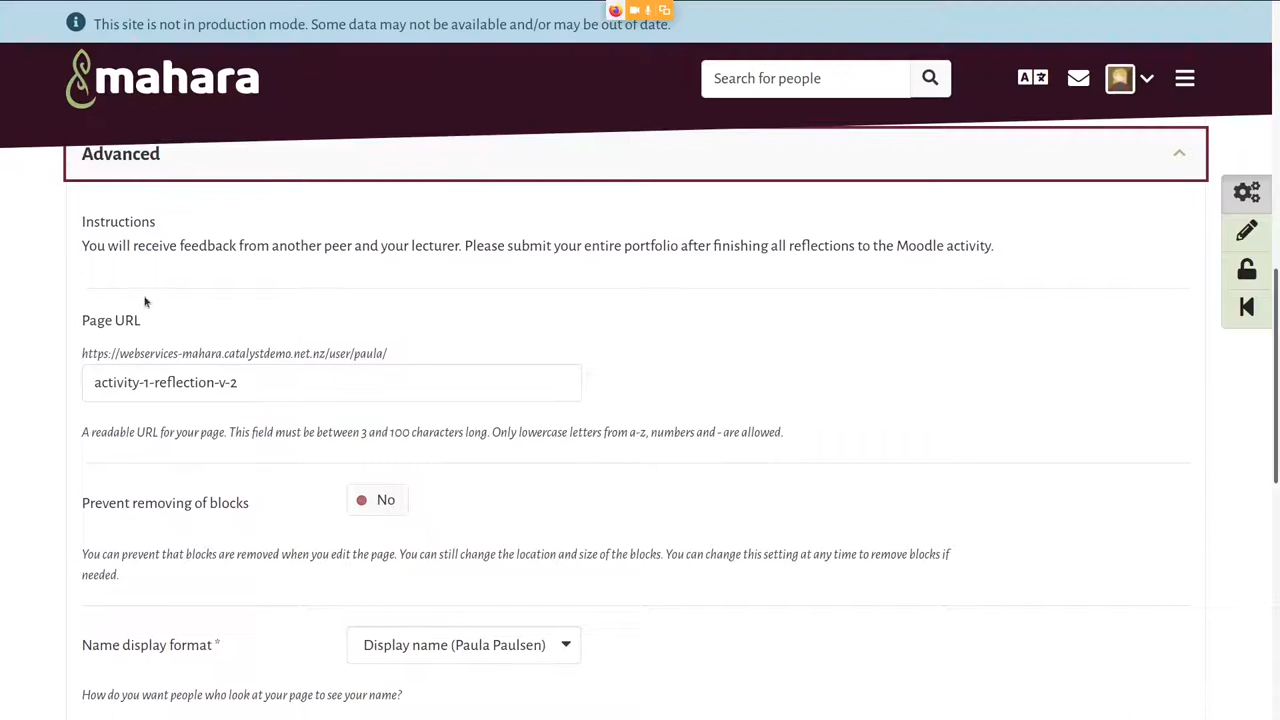 This site is not in production mode. Some data may not be available and/or may be out of date.
mahara
Search for people
Advanced
Instructions
You will receive feedback from another peer and your lecturer. Please submit your entire portfolio after finishing all reflections to the Moodle activity.
Page URL
https://webservices-mahara.catalystdemo.net.nz/user/paula/
activity-1-reflection-v-2
A readable URL for your page. This field must be between 3 and 100 characters long. Only lowercase letters from a-z, numbers and - are allowed.
Prevent removing of blocks
No
You can prevent that blocks are removed when you edit the page. You can still change the location and size of the blocks. You can change this setting at any time to remove blocks if
needed.
Name display format *
Display name (Paula Paulsen)
How do you want people who look at your page to see your name?